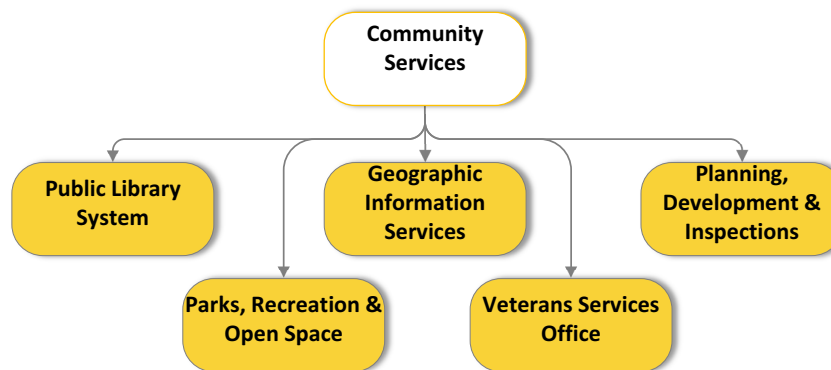 Community
Services
Public Library
System
Geographic
Information
Services
Planning,
Development &
Inspections
Parks, Recreation &
Open Space
Veterans Services
Office